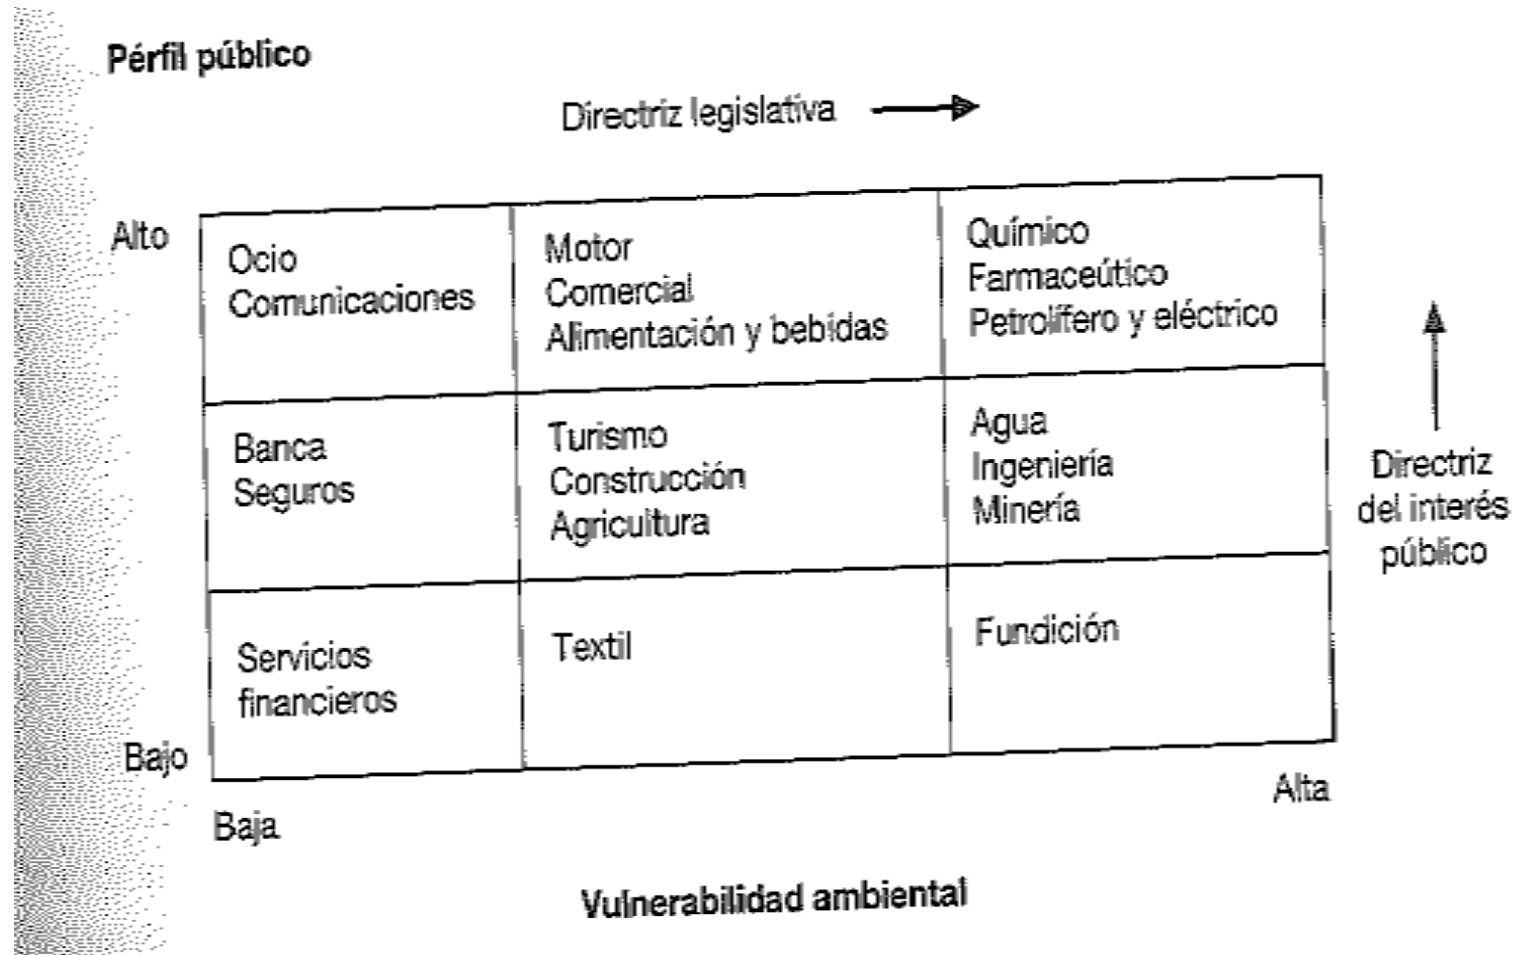 Pérfil público
Directriz legislativa
Alto
Ocio
Comunicaciones
Motor
Comercial
Alimentación y bebidas
Químico
Farmaceútico
Petrolífero y eléctrico
Banca
Seguros
Turismo
Construcción
Agricultura
Agua
Ingeniería
Minería
Directriz
del interés
público
Servicios
financieros
Textil
Fundición
Bajo
Baja
Alta
Vulnerabilidad ambiental